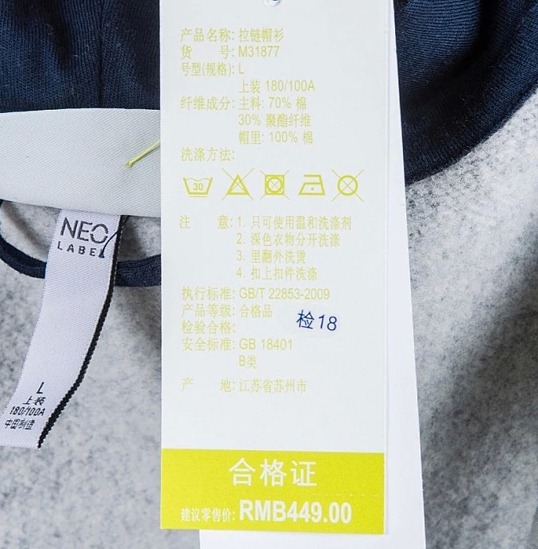 产品名称: 拉链帽衫
货 号: M31877
号型(规格): L
上装 180/100A
纤维成分: 主料: 70% 棉
30% 聚酯纤维
帽里: 100% 棉
洗涤方法:
30
注 意: 1. 只可使用温和洗涤剂
2. 深色衣物分开洗涤
3. 里翻外洗烫
4. 扣上扣件洗涤
执行标准: GB/T 22853-2009
产品等级: 合格品
检验合格: 检18
安全标准: GB 18401
B类
产 地: 江苏省苏州市
合格证
建议零售价: RMB449.00
NEO
LABEL
L
上装
180/100A
中国制造